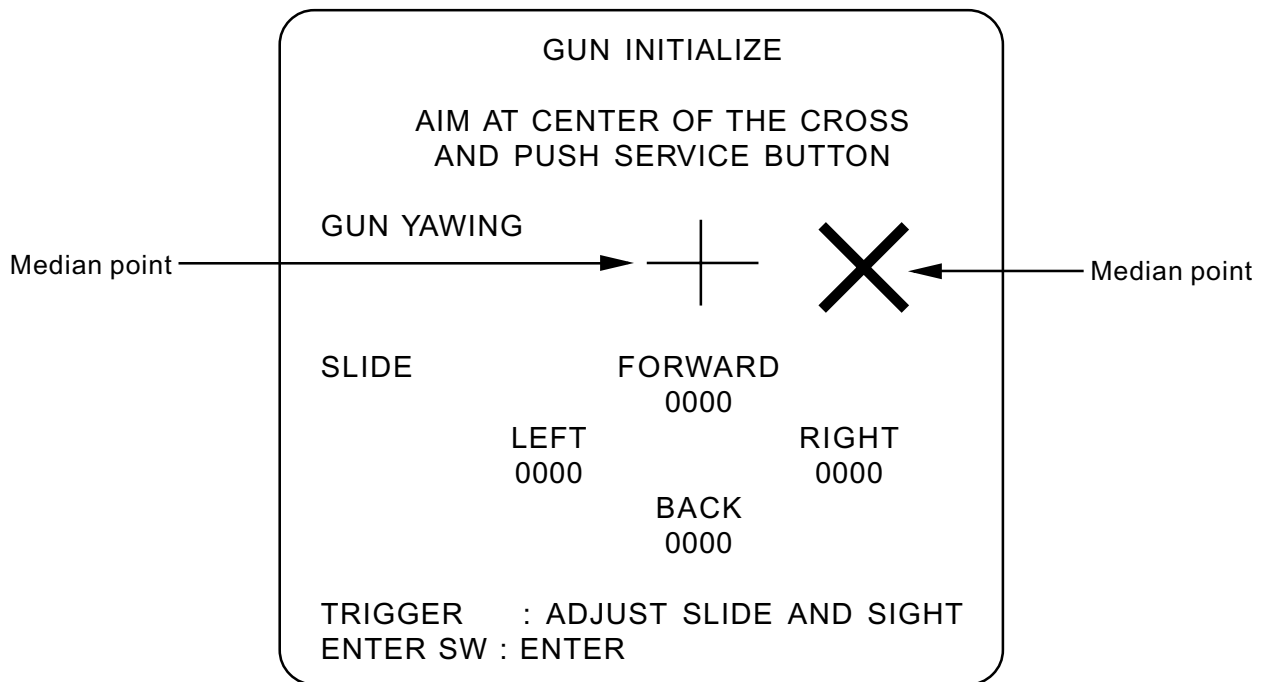 GUN INITIALIZE
AIM AT CENTER OF THE CROSS
AND PUSH SERVICE BUTTON
GUN YAWING
Median point
Median point
SLIDE
FORWARD
0000
LEFT
RIGHT
0000
0000
BACK
0000
TRIGGER : ADJUST SLIDE AND SIGHT
ENTER SW : ENTER